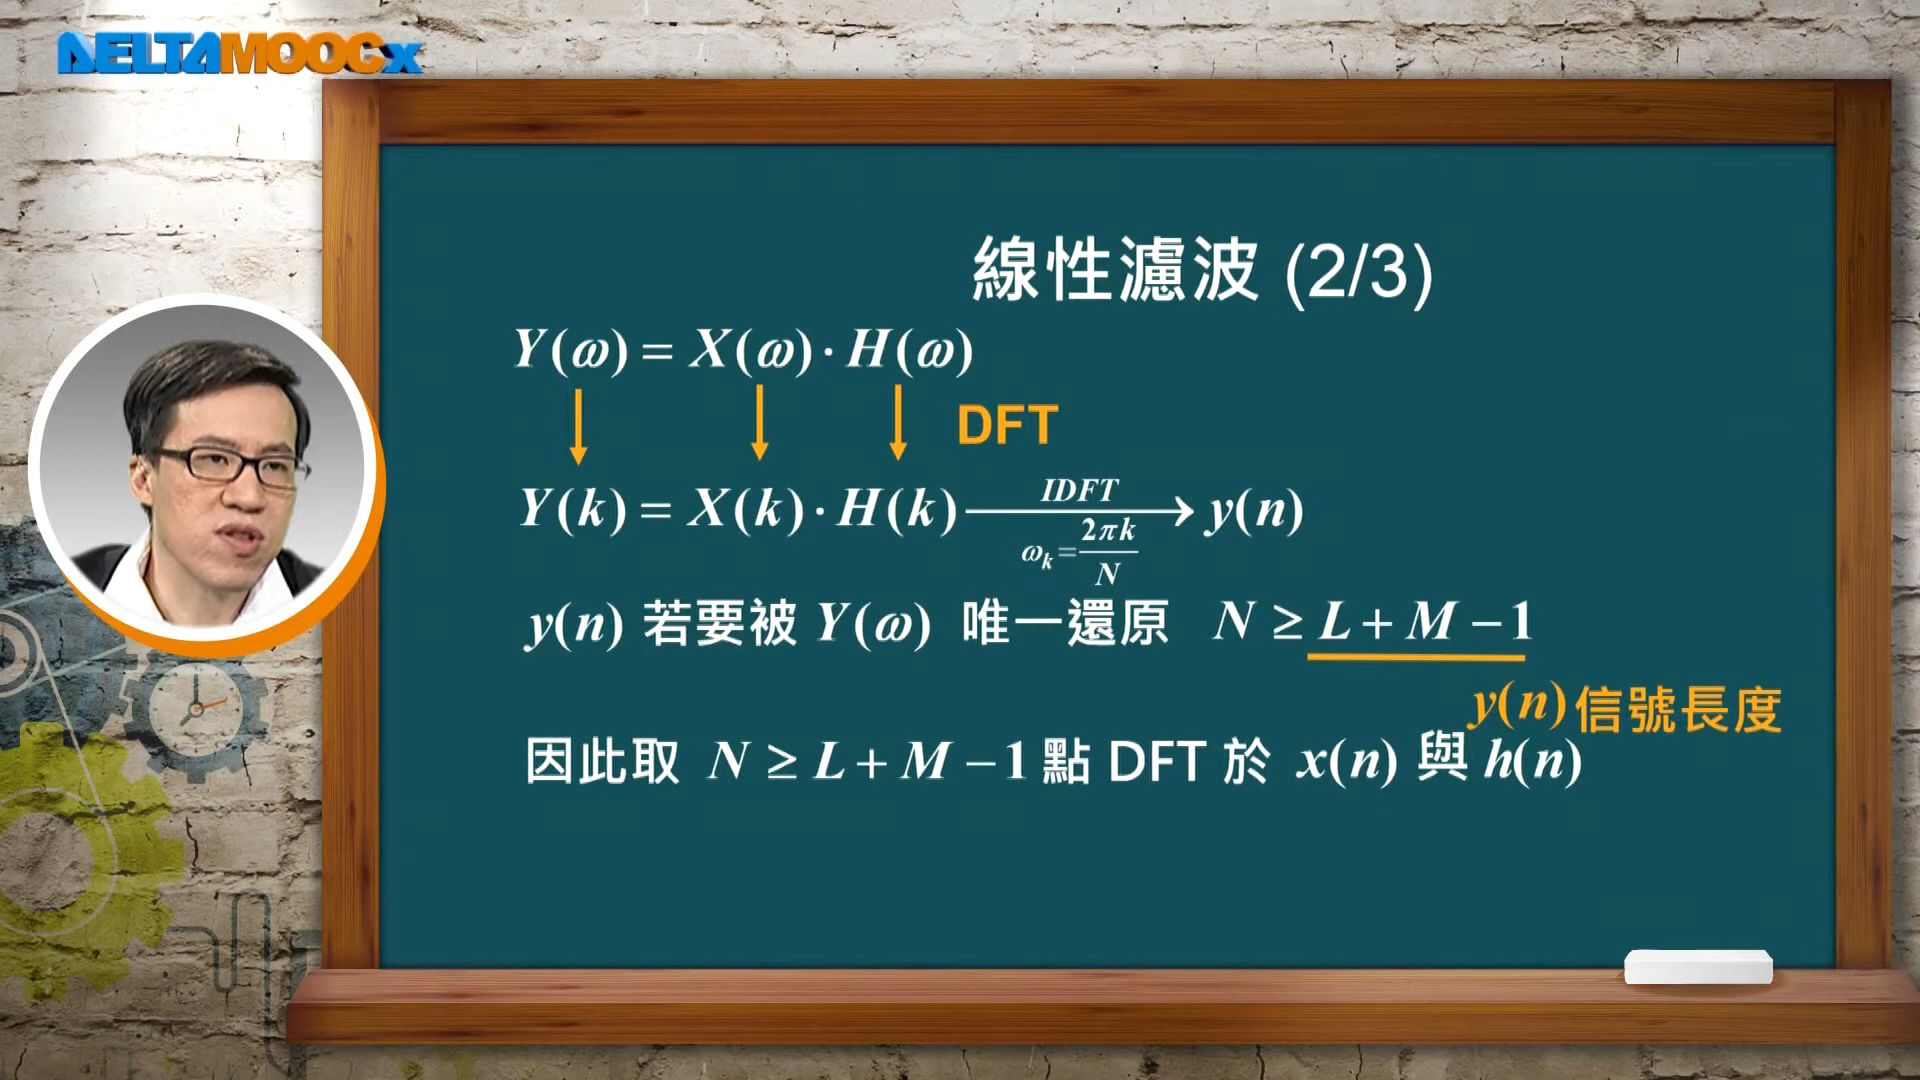 DELTAMOOCx
線性濾波 (2/3)
Y(ω) = X(ω)·H(ω)
DFT
Y(k) = X(k)·H(k) —IDFT, ω_k = 2πk/N→ y(n)
y(n) 若要被 Y(ω) 唯一還原 N ≥ L + M − 1
y(n) 信號長度
因此取 N ≥ L + M − 1 點 DFT 於 x(n) 與 h(n)